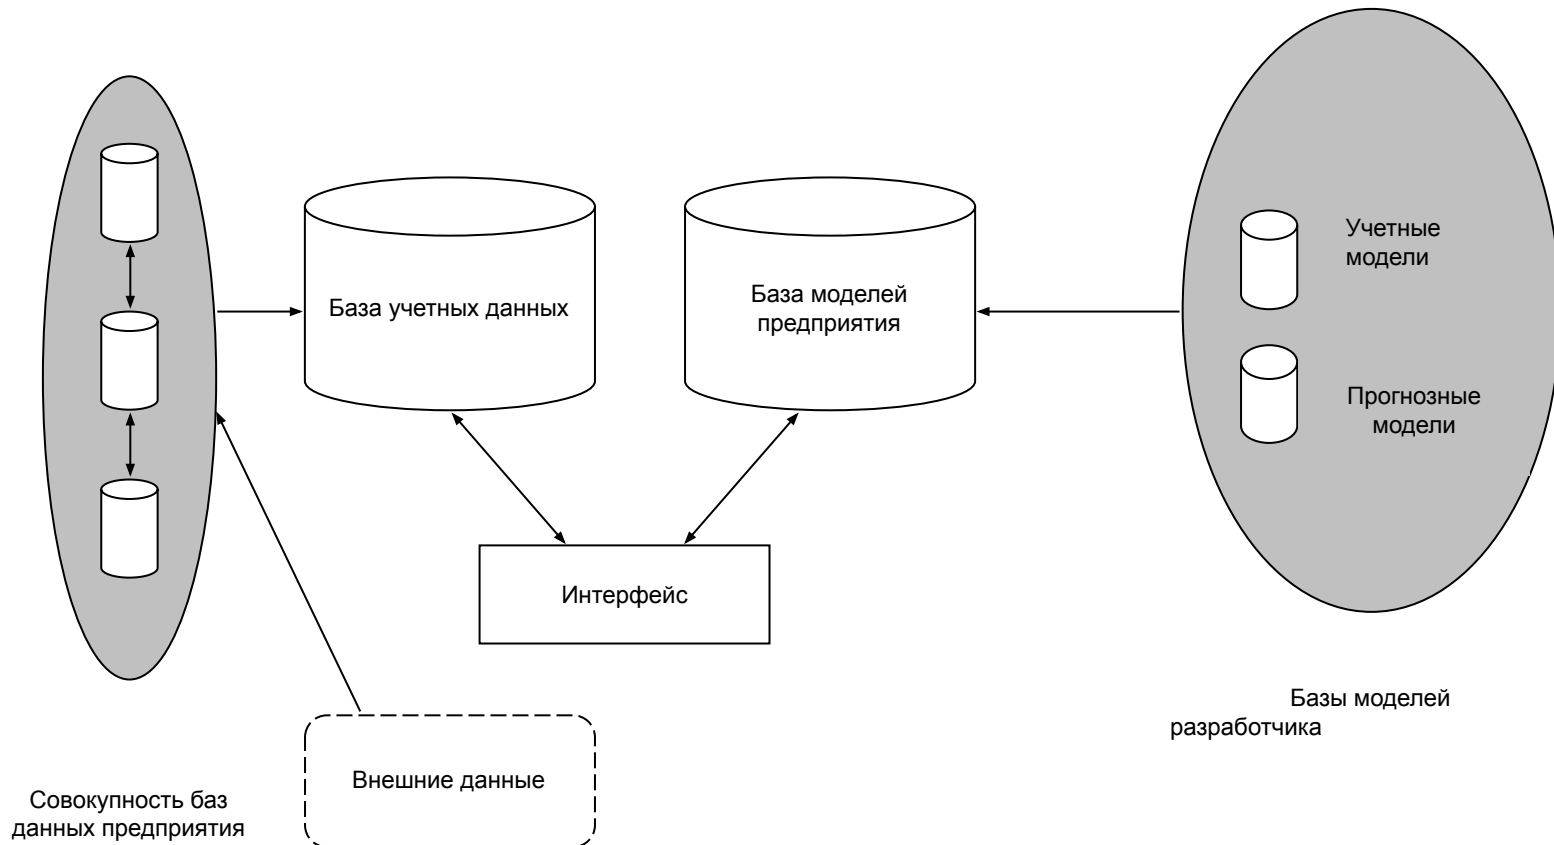 Учетные
модели
База учетных данных
База моделей
предприятия
Прогнозные
модели
Интерфейс
Базы моделей
разработчика
Внешние данные
Совокупность баз
данных предприятия